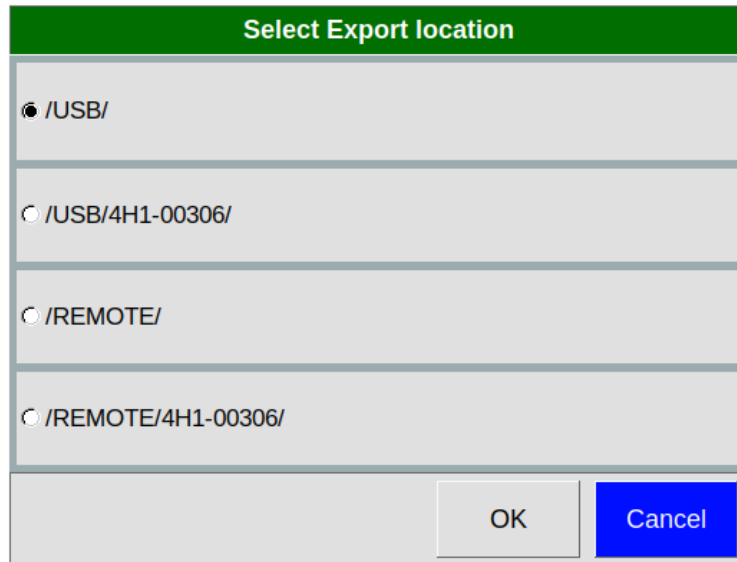 Select Export location
/USB/
/USB/4H1-00306/
/REMOTE/
/REMOTE/4H1-00306/
OK
Cancel